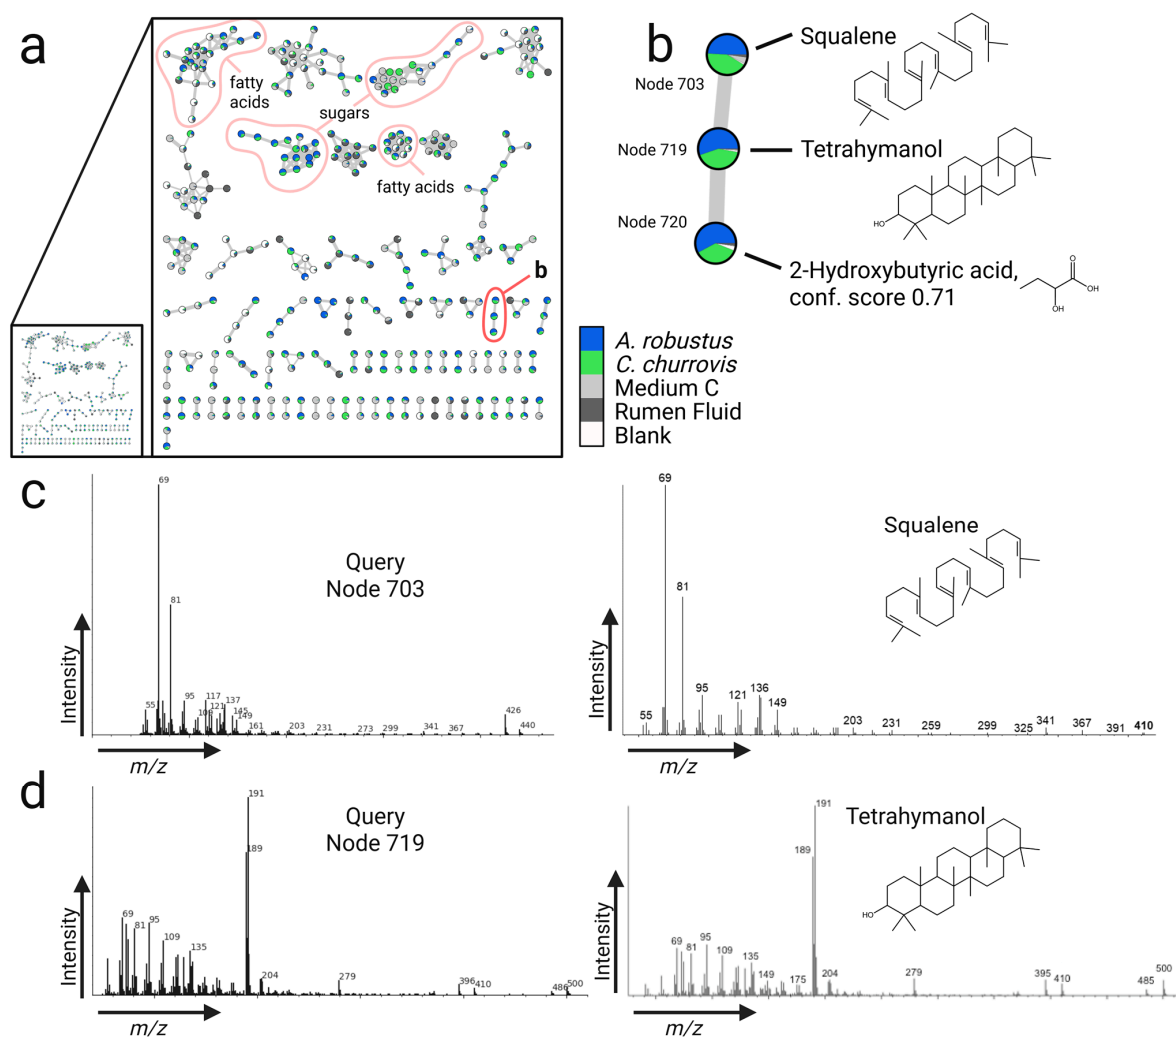 a
fatty
acids
sugars
fatty acids
b
b
Squalene
Node 703
Node 719
Tetrahymanol
HO
Node 720
2-Hydroxybutyric acid,
conf. score 0.71
O
OH
OH
A. robustus
C. churrovis
Medium C
Rumen Fluid
Blank
c
Query
Node 703
Intensity
m/z
69
81
55
95
117
121
137
145
149
161
203
231
273
299
341
367
426
440
Squalene
Intensity
m/z
69
81
55
95
121
136
149
203
231
259
299
325
341
367
391
410
d
Query
Node 719
Intensity
m/z
69
81
95
109
135
189
191
204
279
396
410
486
500
Tetrahymanol
HO
Intensity
m/z
69
81
95
109
135
149
175
189
191
204
279
395
410
485
500